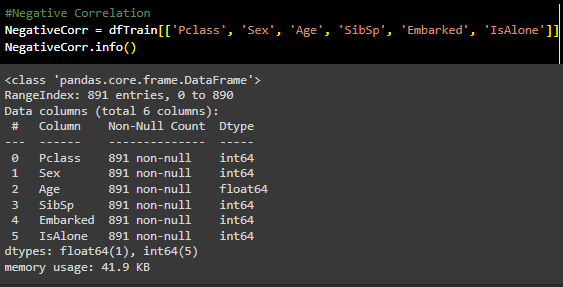 #Negative Correlation
NegativeCorr = dfTrain[['Pclass', 'Sex', 'Age', 'SibSp', 'Embarked', 'IsAlone']]
NegativeCorr.info()
<class 'pandas.core.frame.DataFrame'>
RangeIndex: 891 entries, 0 to 890
Data columns (total 6 columns):
 #   Column    Non-Null Count  Dtype
---  ------    --------------  -----
 0   Pclass    891 non-null    int64
 1   Sex       891 non-null    int64
 2   Age       891 non-null    float64
 3   SibSp     891 non-null    int64
 4   Embarked  891 non-null    int64
 5   IsAlone   891 non-null    int64
dtypes: float64(1), int64(5)
memory usage: 41.9 KB